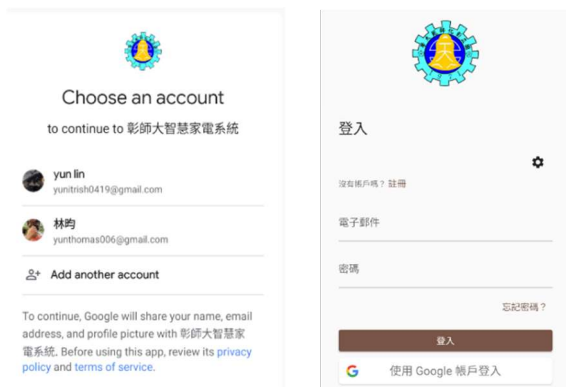 Choose an account
to continue to 彰師大智慧家電系統
yun lin
yunitrish0419@gmail.com
林昀
yunthomas006@gmail.com
Add another account
To continue, Google will share your name, email
address, and profile picture with 彰師大智慧家
電系統. Before using this app, review its privacy
policy and terms of service.
登入
沒有帳戶嗎？註冊
電子郵件
密碼
忘記密碼？
登入
使用 Google 帳戶登入